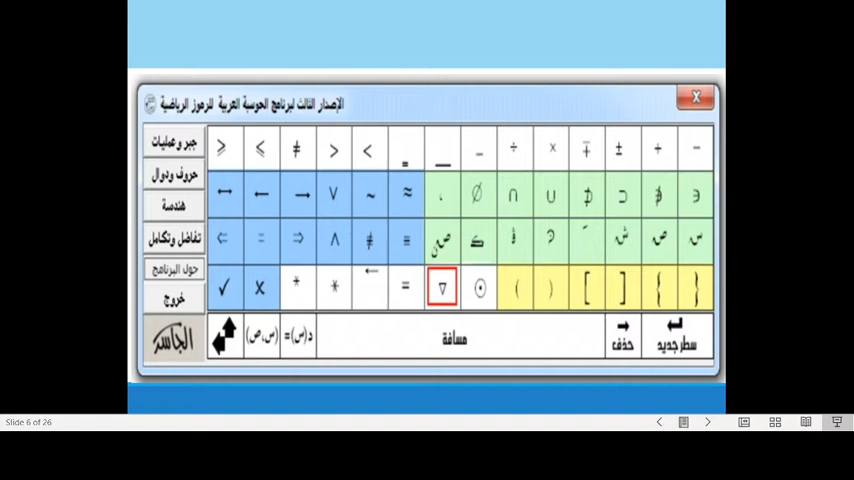 الإصدار الثالث لبرنامج الحوسبة العربية للرموز الرياضية
X
جبر وعمليات
حروف ودوال
هندسة
تفاضل وتكامل
حول البرنامج
خروج
≥ ≤ ≠ > < = _ _ ÷ × ∓ ± + −
↔ ← → ∨ ~ ≈ ، ∅ ∩ ∪ ⊅ ⊃ ∌ ∋
⇐ = ⇒ ∧ ≢ ≡ ش ص س
✓ × * * ← = ▽ ⊙ ( ) [ ] { }
الجاسر
(س،ص)
د(س)=
مسافة
حذف
سطر جديد
Slide 6 of 26